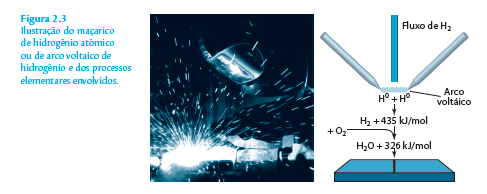 Figura 2.3
Ilustração do maçarico
de hidrogênio atômico
ou de arco voltaico de
hidrogênio e dos processos
elementares envolvidos.
Fluxo de H₂
Arco
voltáico
H⁰ + H⁰
H₂ + 435 kJ/mol
+ O₂
H₂O + 326 kJ/mol